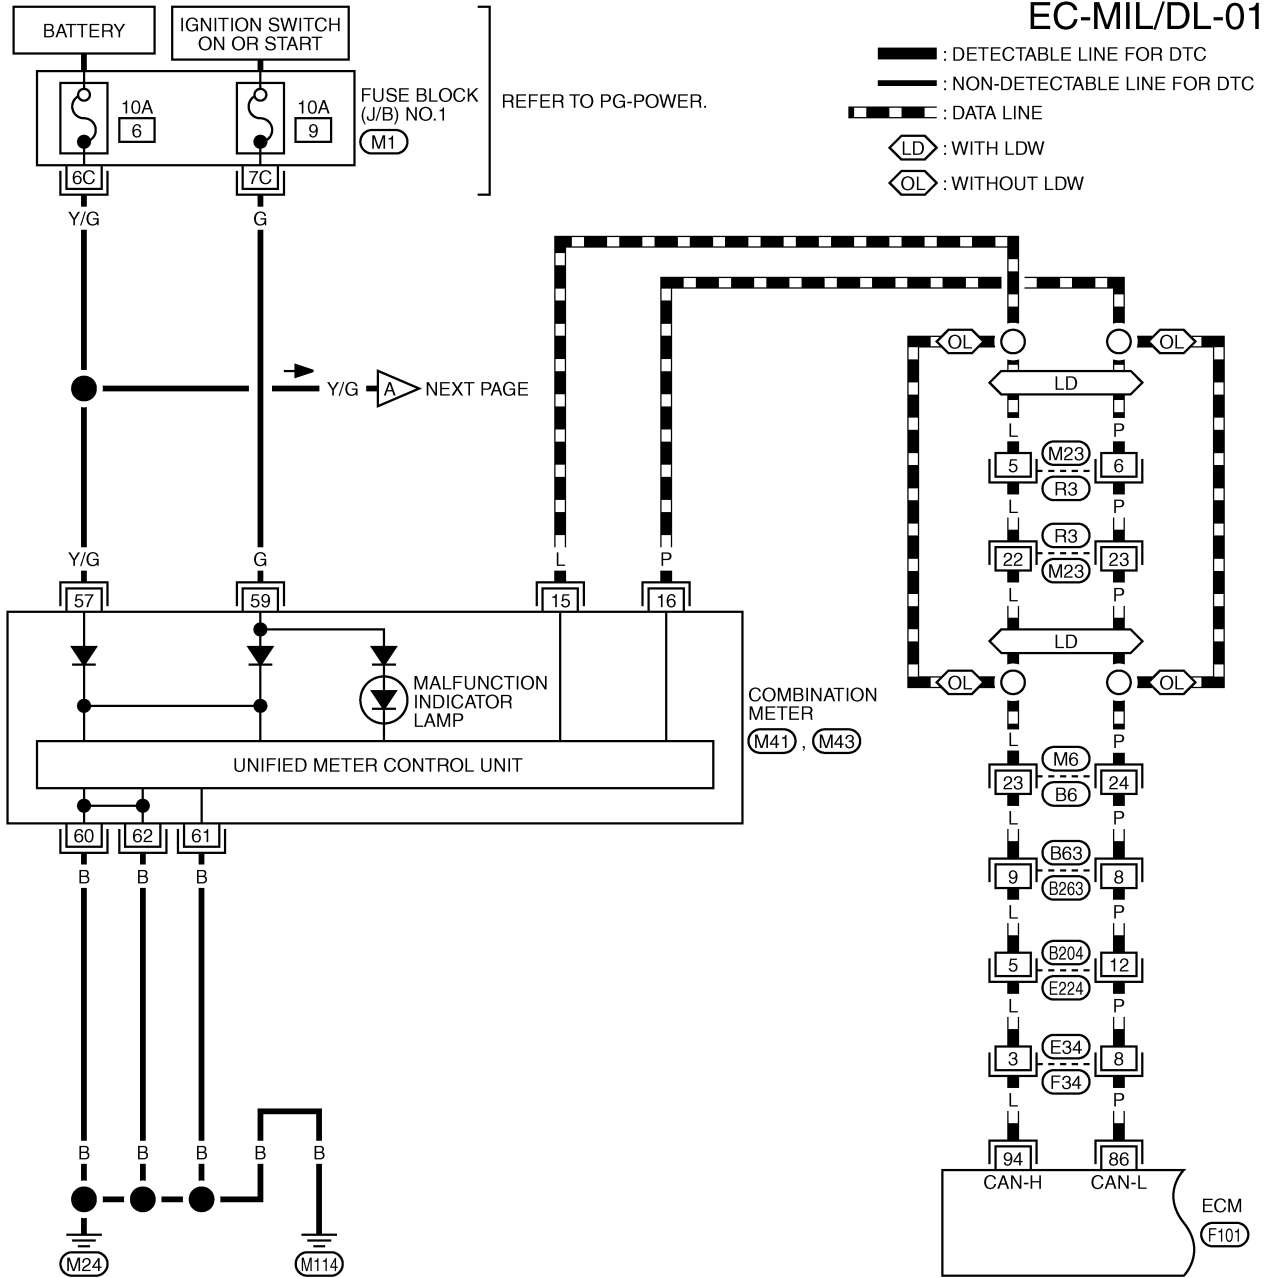 EC-MIL/DL-01
BATTERY
IGNITION SWITCH
ON OR START
: DETECTABLE LINE FOR DTC
: NON-DETECTABLE LINE FOR DTC
: DATA LINE
LD : WITH LDW
OL : WITHOUT LDW
10A
6
10A
9
FUSE BLOCK
(J/B) NO.1
M1
REFER TO PG-POWER.
6C
7C
Y/G
G
Y/G
A
NEXT PAGE
Y/G
G
L
P
57
59
15
16
MALFUNCTION
INDICATOR
LAMP
COMBINATION
METER
M41 , M43
UNIFIED METER CONTROL UNIT
60
62
61
B
B
B
B
B
B
B
B
M24
M114
OL
OL
LD
L
P
5
M23
R3
6
L
P
22
R3
M23
23
L
P
LD
OL
OL
L
P
23
M6
B6
24
L
P
9
B63
B263
8
L
P
5
B204
E224
12
L
P
3
E34
F34
8
L
P
94
86
CAN-H
CAN-L
ECM
F101